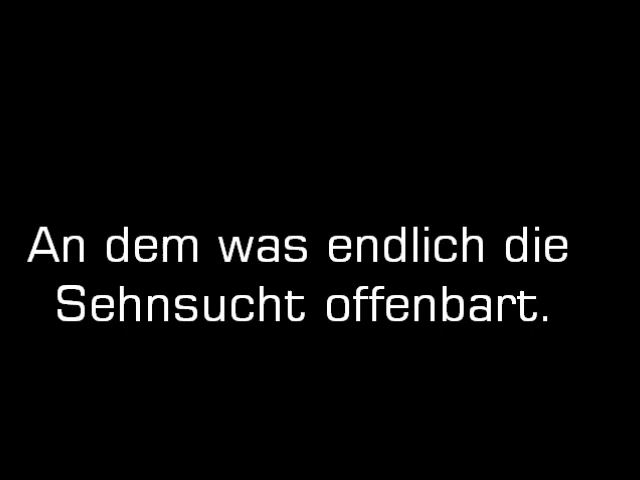 An dem was endlich die
Sehnsucht offenbart.